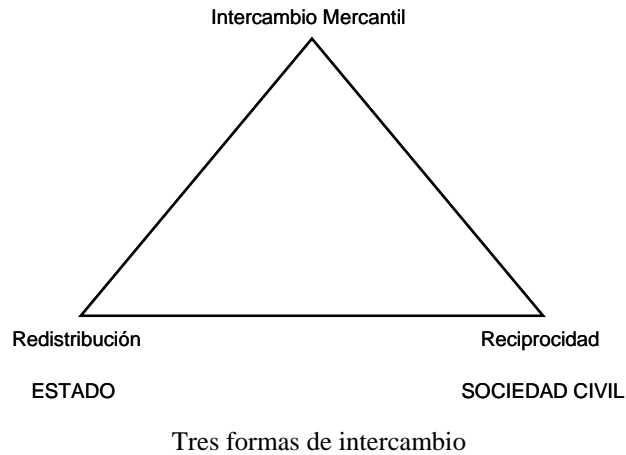 Intercambio Mercantil
Redistribución
Reciprocidad
ESTADO
SOCIEDAD CIVIL
Tres formas de intercambio